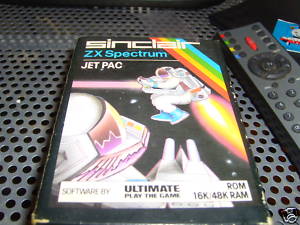 sinclair
ZX Spectrum
JET PAC
SOFTWARE BY
ULTIMATE
PLAY THE GAME
ROM
16K/48K RAM